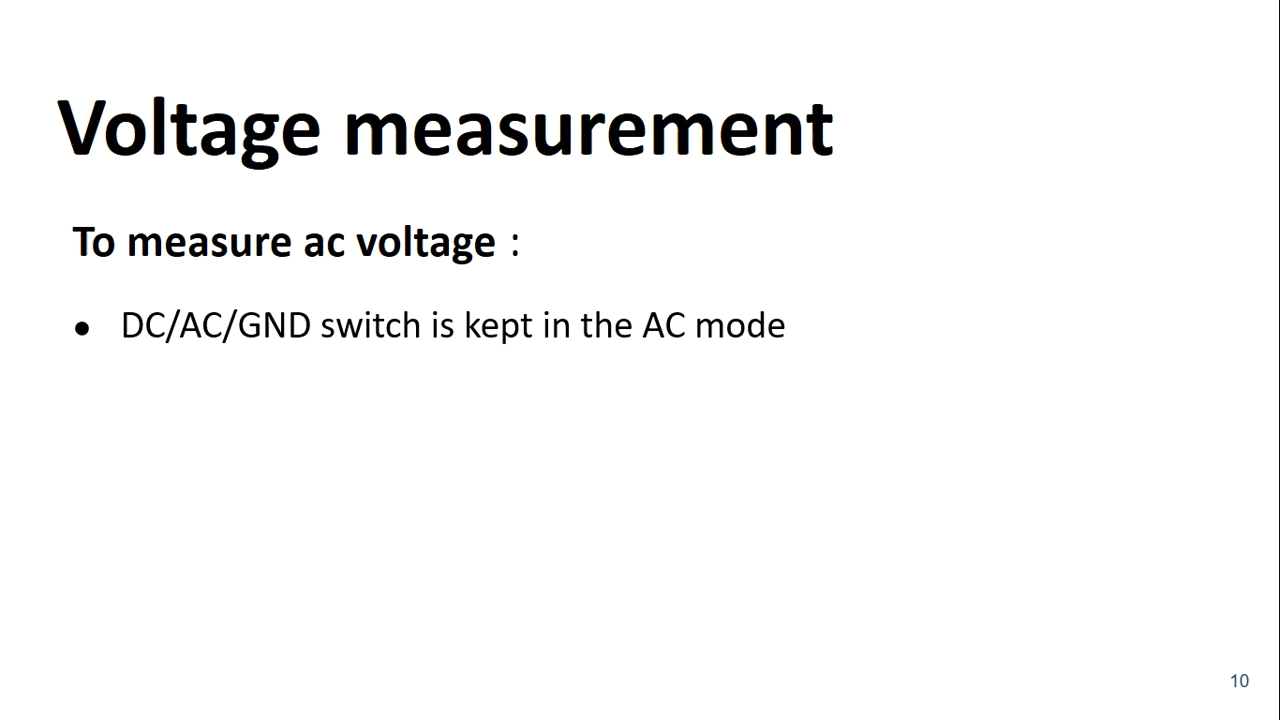 Voltage measurement
To measure ac voltage :
● DC/AC/GND switch is kept in the AC mode
10